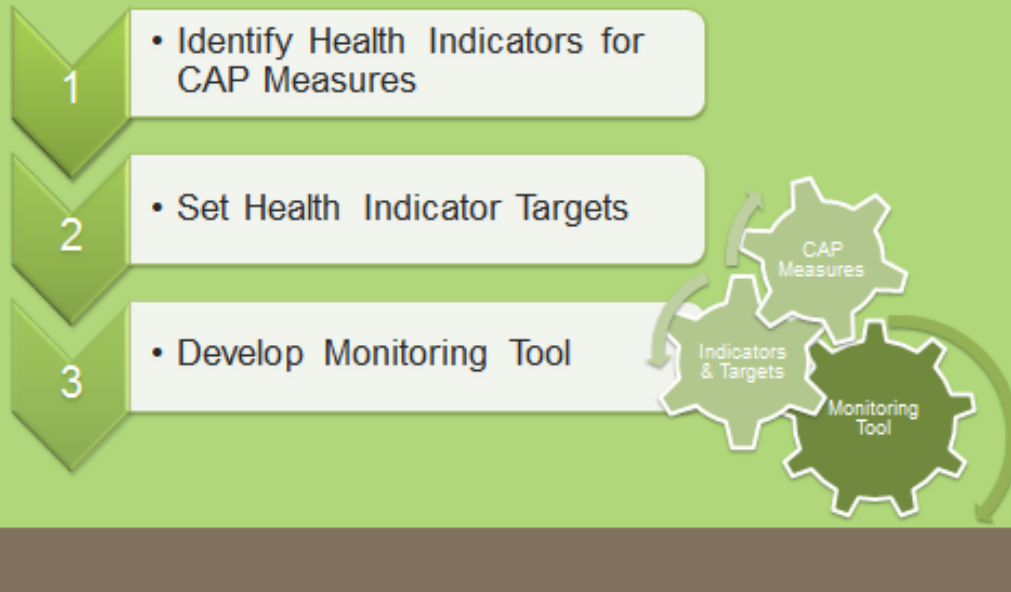 1
• Identify Health Indicators for
CAP Measures
2
• Set Health Indicator Targets
3
• Develop Monitoring Tool
CAP
Measures
Indicators
& Targets
Monitoring
Tool